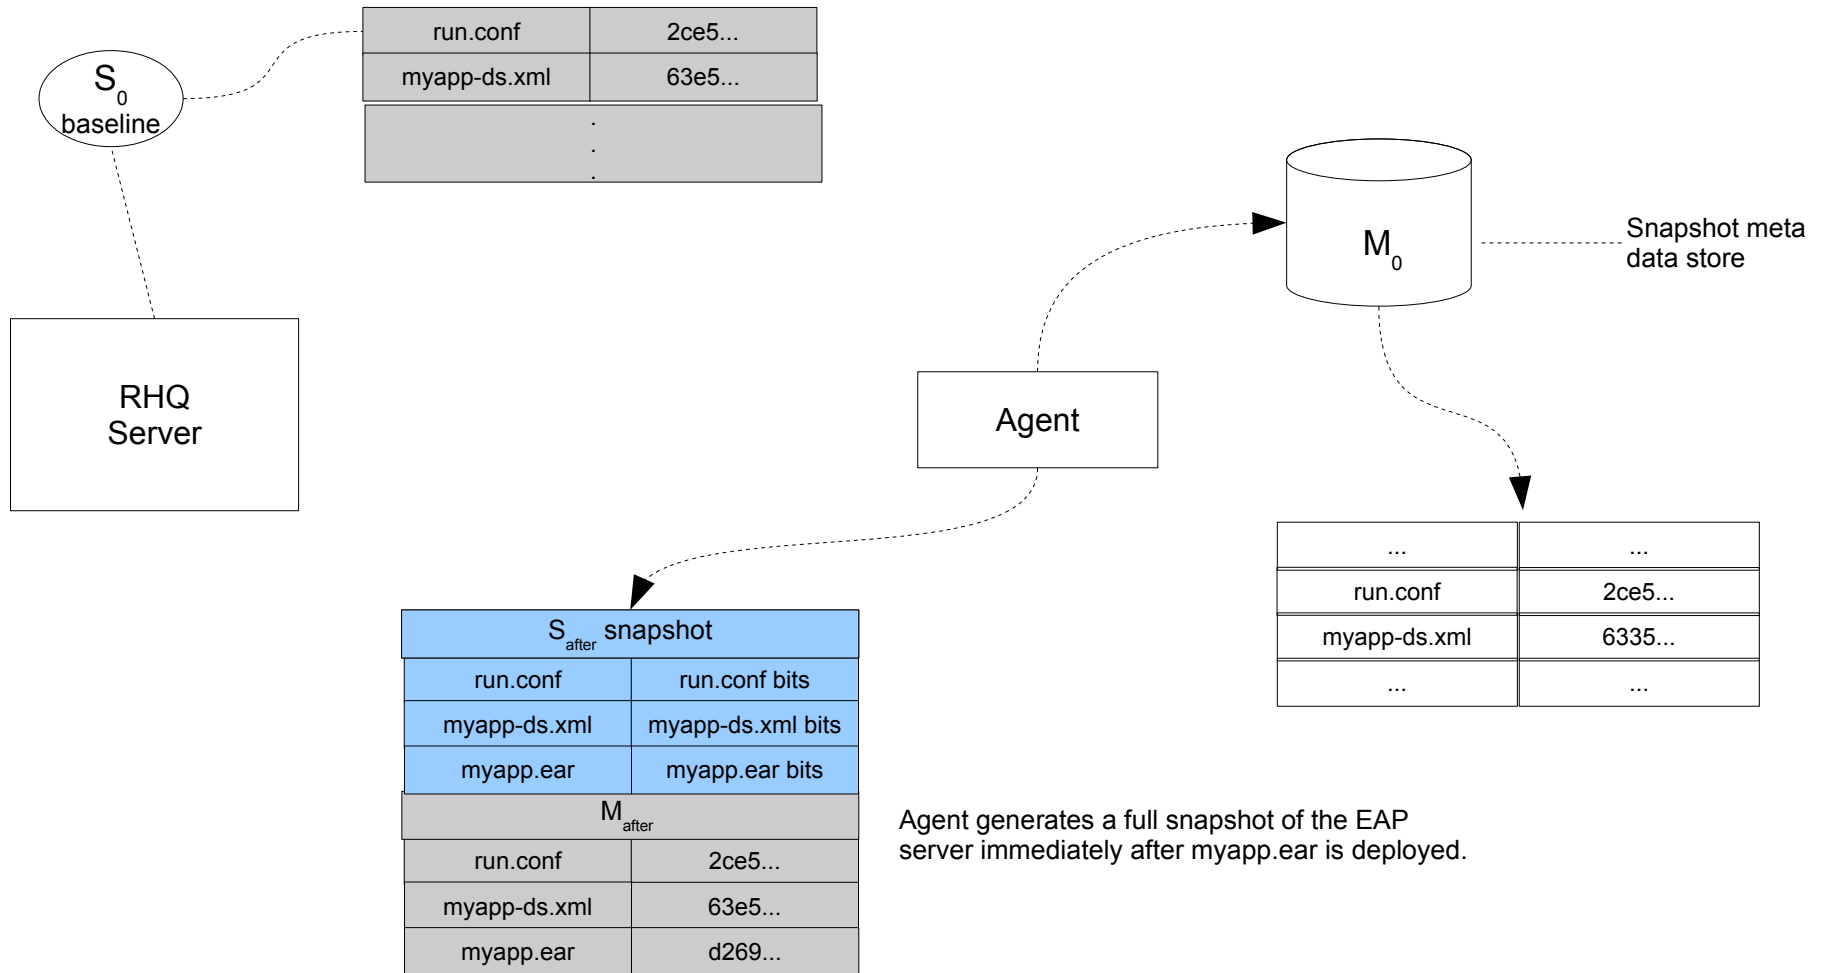 run.conf 2ce5...
myapp-ds.xml 63e5...
.
.
.
S0
baseline
RHQ
Server
M0
Snapshot meta
data store
Agent
... ...
run.conf 2ce5...
myapp-ds.xml 6335...
... ...
Safter snapshot
run.conf run.conf bits
myapp-ds.xml myapp-ds.xml bits
myapp.ear myapp.ear bits
Mafter
run.conf 2ce5...
myapp-ds.xml 63e5...
myapp.ear d269...
Agent generates a full snapshot of the EAP
server immediately after myapp.ear is deployed.